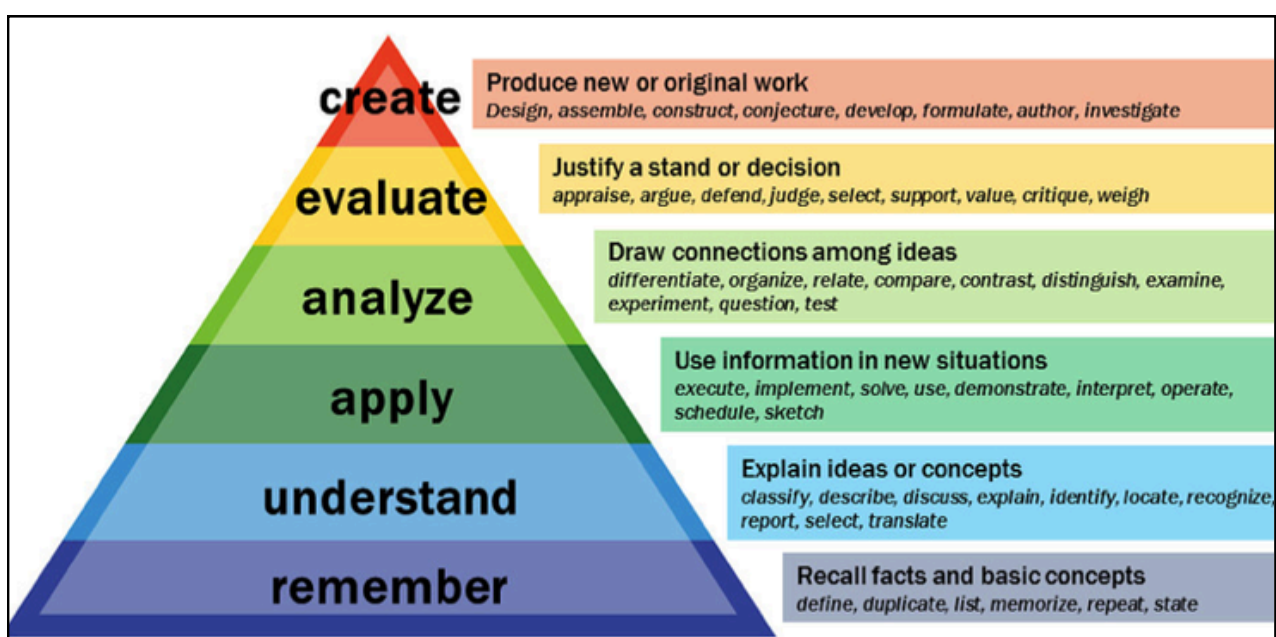 create
Produce new or original work
Design, assemble, construct, conjecture, develop, formulate, author, investigate
evaluate
Justify a stand or decision
appraise, argue, defend, judge, select, support, value, critique, weigh
analyze
Draw connections among ideas
differentiate, organize, relate, compare, contrast, distinguish, examine,
experiment, question, test
apply
Use information in new situations
execute, implement, solve, use, demonstrate, interpret, operate,
schedule, sketch
understand
Explain ideas or concepts
classify, describe, discuss, explain, identify, locate, recognize,
report, select, translate
remember
Recall facts and basic concepts
define, duplicate, list, memorize, repeat, state